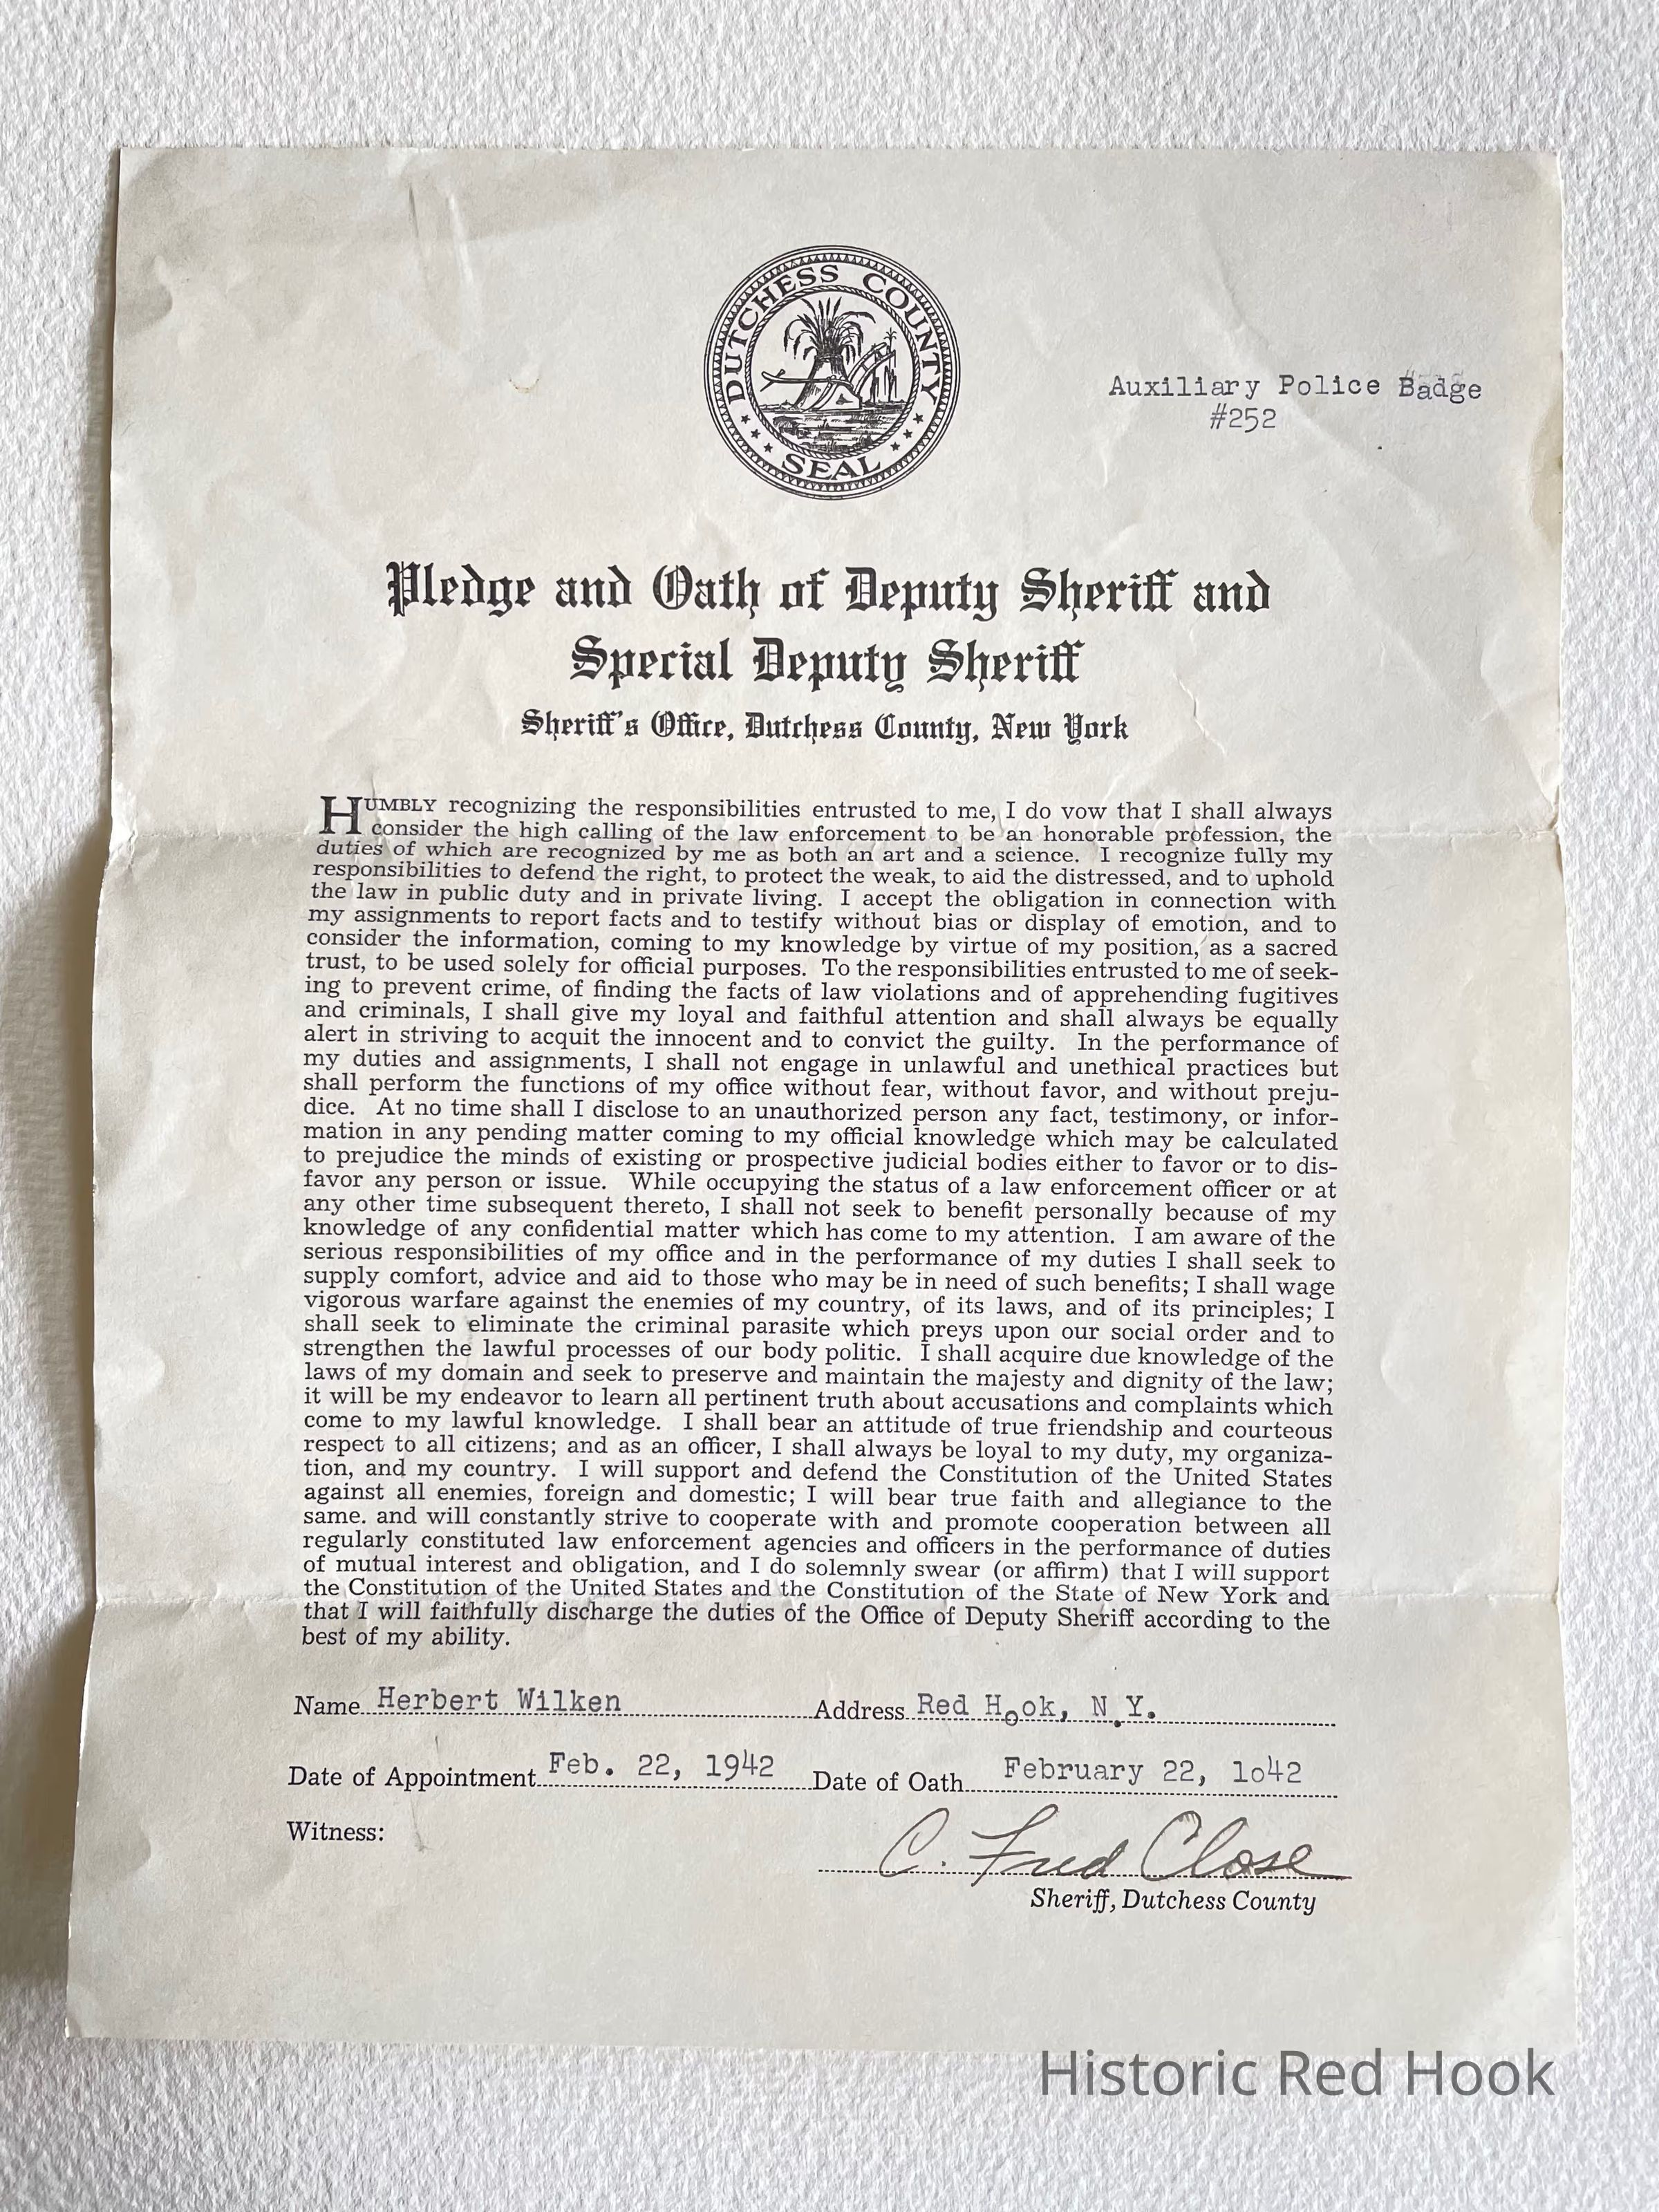 DUTCHESS COUNTY
SEAL
Auxiliary Police Badge
#252
Pledge and Oath of Deputy Sheriff and
Special Deputy Sheriff
Sheriff's Office, Dutchess County, New York
HUMBLY recognizing the responsibilities entrusted to me, I do vow that I shall always
consider the high calling of the law enforcement to be an honorable profession, the
duties of which are recognized by me as both an art and a science. I recognize fully my
responsibilities to defend the right, to protect the weak, to aid the distressed, and to uphold
the law in public duty and in private living. I accept the obligation in connection with
my assignments to report facts and to testify without bias or display of emotion, and to
consider the information, coming to my knowledge by virtue of my position, as a sacred
trust, to be used solely for official purposes. To the responsibilities entrusted to me of seek-
ing to prevent crime, of finding the facts of law violations and of apprehending fugitives
and criminals, I shall give my loyal and faithful attention and shall always be equally
alert in striving to acquit the innocent and to convict the guilty. In the performance of
my duties and assignments, I shall not engage in unlawful and unethical practices but
shall perform the functions of my office without fear, without favor, and without preju-
dice. At no time shall I disclose to an unauthorized person any fact, testimony, or infor-
mation in any pending matter coming to my official knowledge which may be calculated
to prejudice the minds of existing or prospective judicial bodies either to favor or to dis-
favor any person or issue. While occupying the status of a law enforcement officer or at
any other time subsequent thereto, I shall not seek to benefit personally because of my
knowledge of any confidential matter which has come to my attention. I am aware of the
serious responsibilities of my office and in the performance of my duties I shall seek to
supply comfort, advice and aid to those who may be in need of such benefits; I shall wage
vigorous warfare against the enemies of my country, of its laws, and of its principles; I
shall seek to eliminate the criminal parasite which preys upon our social order and to
strengthen the lawful processes of our body politic. I shall acquire due knowledge of the
laws of my domain and seek to preserve and maintain the majesty and dignity of the law;
it will be my endeavor to learn all pertinent truth about accusations and complaints which
come to my lawful knowledge. I shall bear an attitude of true friendship and courteous
respect to all citizens; and as an officer, I shall always be loyal to my duty, my organiza-
tion, and my country. I will support and defend the Constitution of the United States
against all enemies, foreign and domestic; I will bear true faith and allegiance to the
same. and will constantly strive to cooperate with and promote cooperation between all
regularly constituted law enforcement agencies and officers in the performance of duties
of mutual interest and obligation, and I do solemnly swear (or affirm) that I will support
the Constitution of the United States and the Constitution of the State of New York and
that I will faithfully discharge the duties of the Office of Deputy Sheriff according to the
best of my ability.
Name Herbert Wilken Address Red Hook, N.Y.
Date of Appointment Feb. 22, 1942 Date of Oath February 22, 1o42
Witness:
C. Fred Close
Sheriff, Dutchess County
Historic Red Hook